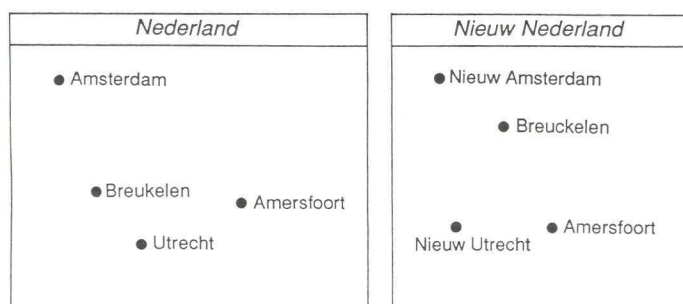 Nederland
Amsterdam
Breukelen
Amersfoort
Utrecht
Nieuw Nederland
Nieuw Amsterdam
Breuckelen
Amersfoort
Nieuw Utrecht